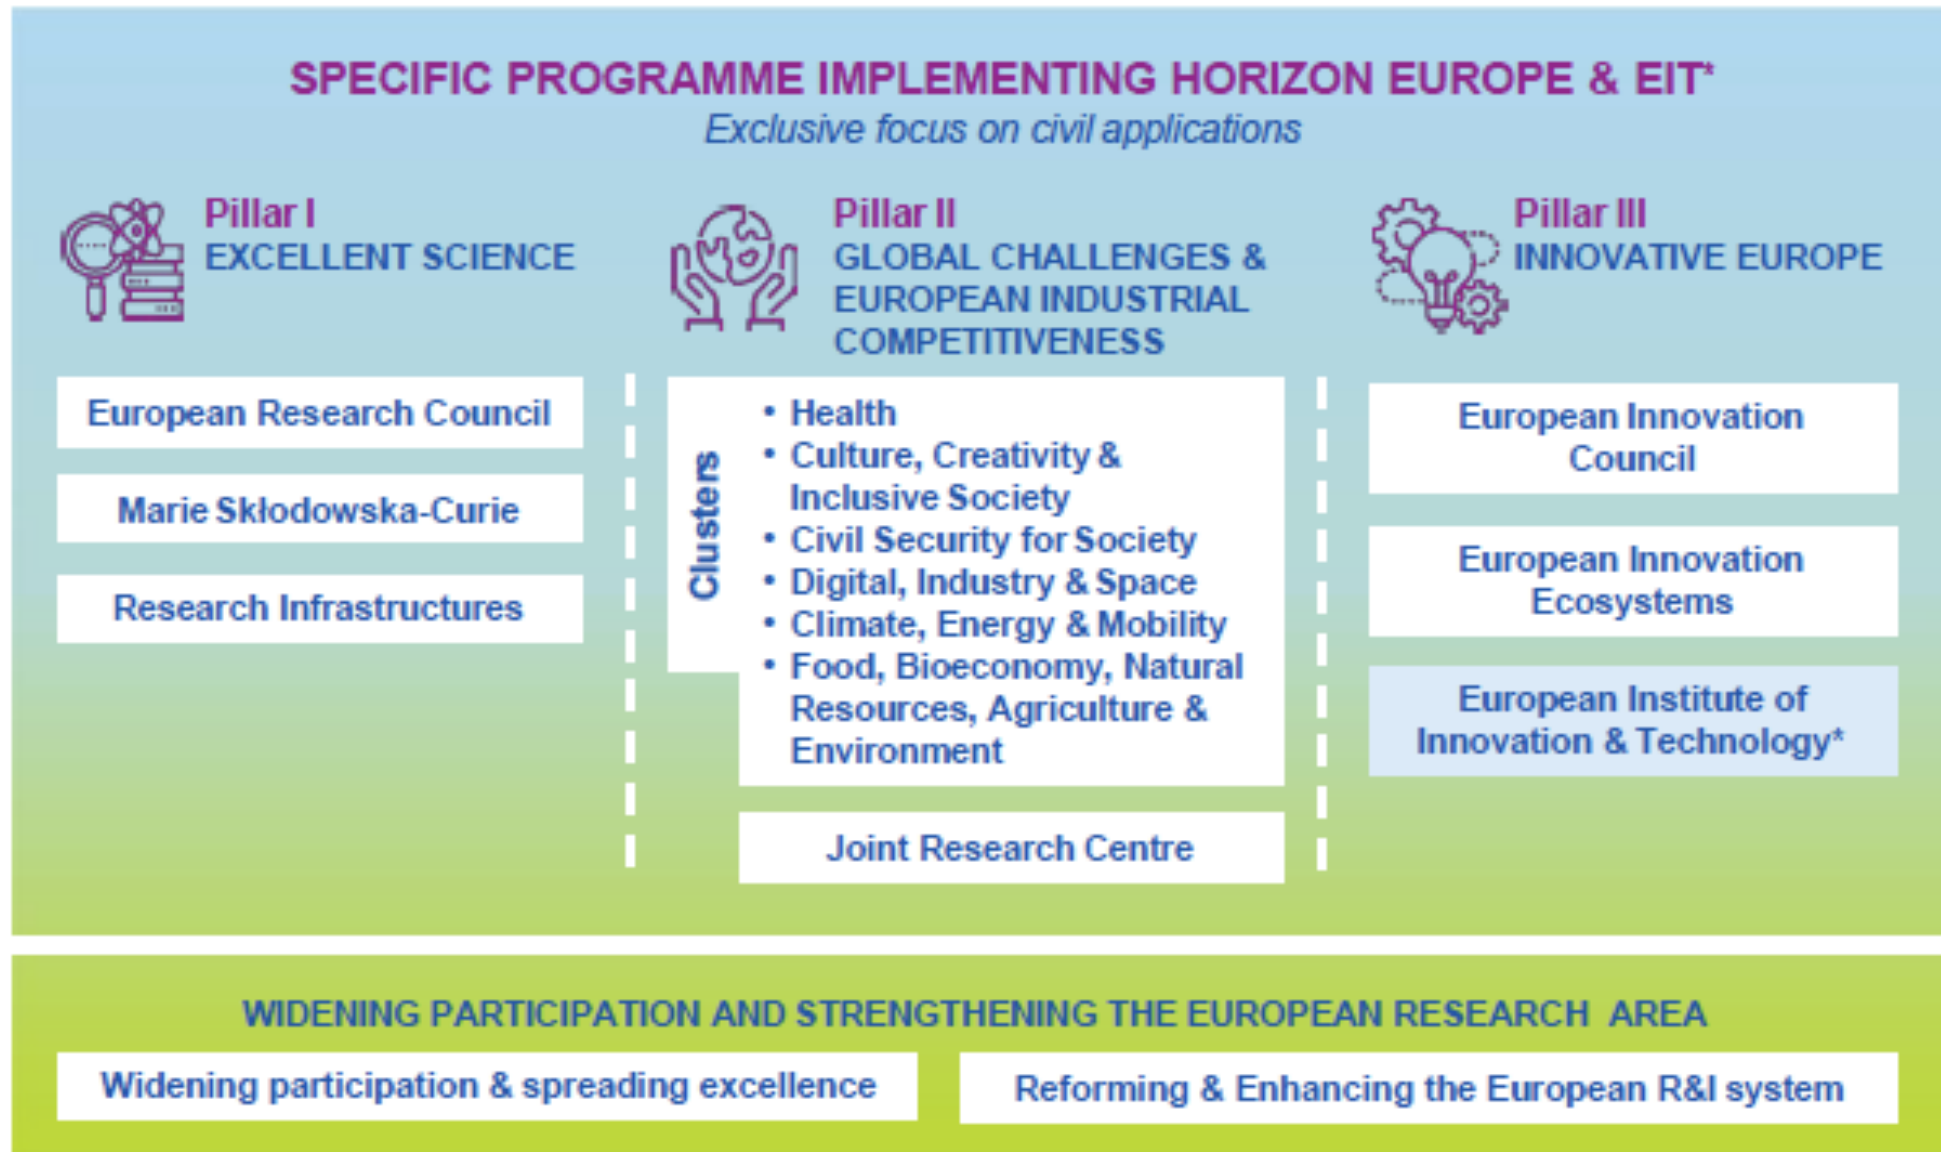 SPECIFIC PROGRAMME IMPLEMENTING HORIZON EUROPE & EIT*
Exclusive focus on civil applications
Pillar I
EXCELLENT SCIENCE
European Research Council
Marie Skłodowska-Curie
Research Infrastructures
Pillar II
GLOBAL CHALLENGES &
EUROPEAN INDUSTRIAL
COMPETITIVENESS
Clusters
• Health
• Culture, Creativity &
Inclusive Society
• Civil Security for Society
• Digital, Industry & Space
• Climate, Energy & Mobility
• Food, Bioeconomy, Natural
Resources, Agriculture &
Environment
Joint Research Centre
Pillar III
INNOVATIVE EUROPE
European Innovation
Council
European Innovation
Ecosystems
European Institute of
Innovation & Technology*
WIDENING PARTICIPATION AND STRENGTHENING THE EUROPEAN RESEARCH AREA
Widening participation & spreading excellence
Reforming & Enhancing the European R&I system